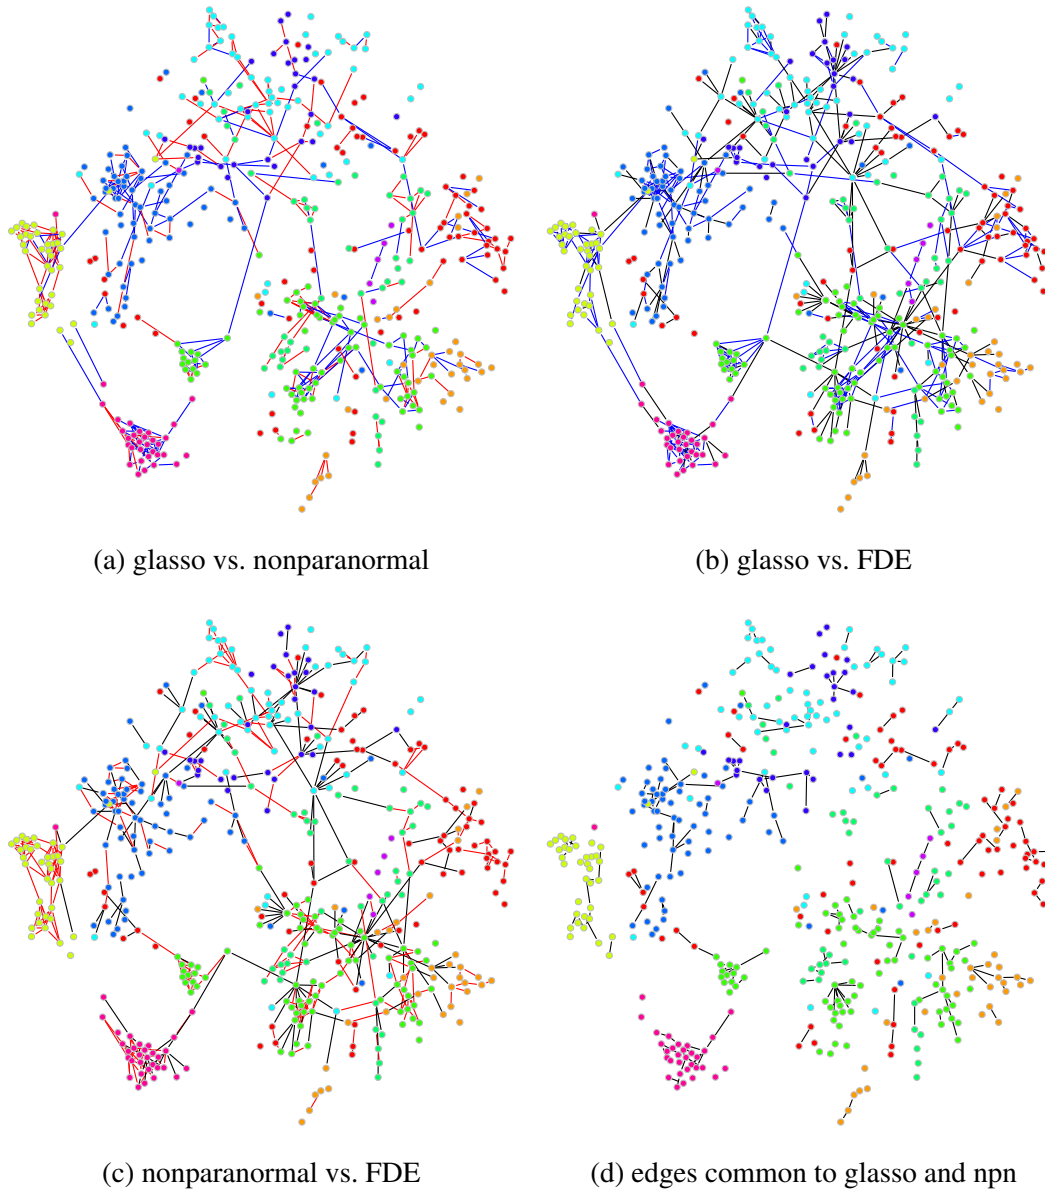 (a) glasso vs. nonparanormal
(b) glasso vs. FDE
(c) nonparanormal vs. FDE
(d) edges common to glasso and npn